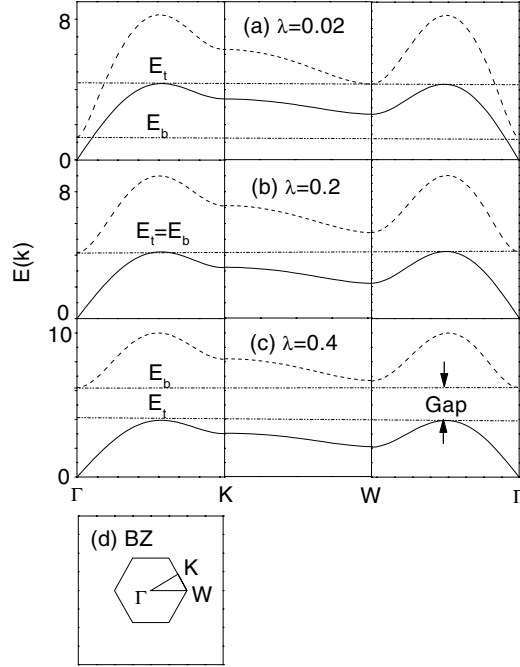 8
(a) λ=0.02
E_t
E_b
0
8
(b) λ=0.2
E_t=E_b
E(k)
0
10
(c) λ=0.4
E_b
E_t
Gap
0
Γ K W Γ
(d) BZ
K
Γ
W